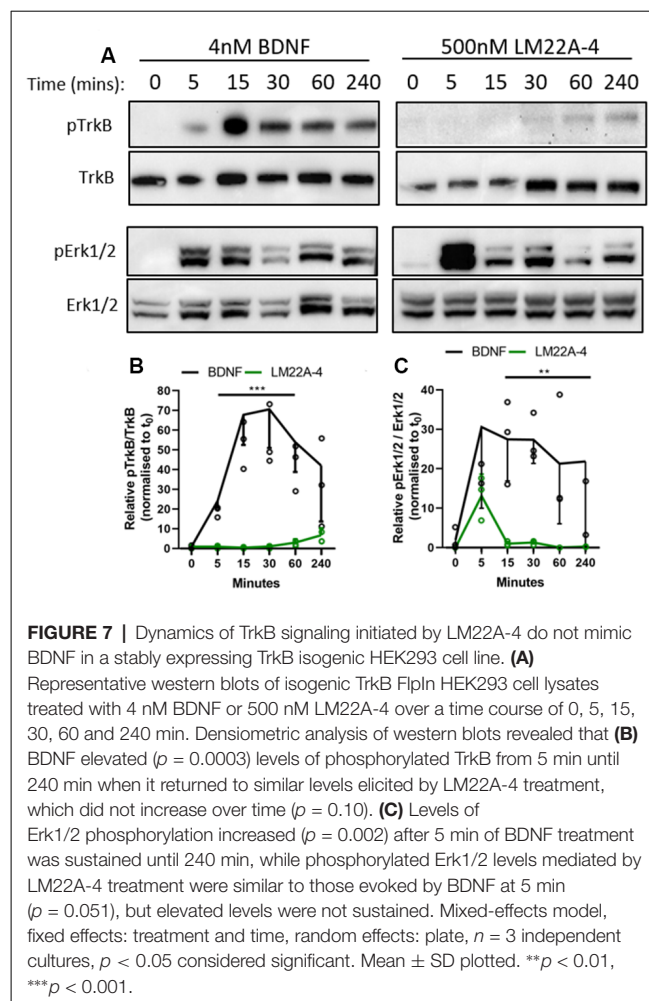 A
4nM BDNF
500nM LM22A-4
Time (mins): 0 5 15 30 60 240 0 5 15 30 60 240
pTrkB
TrkB
pErk1/2
Erk1/2
B
BDNF LM22A-4
***
Relative pTrkB/TrkB
(normalised to t0)
80
70
60
50
40
30
20
10
0
0 5 15 30 60 240
Minutes
C
BDNF LM22A-4
**
Relative pErk1/2 / Erk1/2
(normalised to t0)
40
30
20
10
0
0 5 15 30 60 240
Minutes
FIGURE 7 | Dynamics of TrkB signaling initiated by LM22A-4 do not mimic
BDNF in a stably expressing TrkB isogenic HEK293 cell line. (A)
Representative western blots of isogenic TrkB FlpIn HEK293 cell lysates
treated with 4 nM BDNF or 500 nM LM22A-4 over a time course of 0, 5, 15,
30, 60 and 240 min. Densiometric analysis of western blots revealed that (B)
BDNF elevated (p = 0.0003) levels of phosphorylated TrkB from 5 min until
240 min when it returned to similar levels elicited by LM22A-4 treatment,
which did not increase over time (p = 0.10). (C) Levels of
Erk1/2 phosphorylation increased (p = 0.002) after 5 min of BDNF treatment
was sustained until 240 min, while phosphorylated Erk1/2 levels mediated by
LM22A-4 treatment were similar to those evoked by BDNF at 5 min
(p = 0.051), but elevated levels were not sustained. Mixed-effects model,
fixed effects: treatment and time, random effects: plate, n = 3 independent
cultures, p < 0.05 considered significant. Mean ± SD plotted. **p < 0.01,
***p < 0.001.